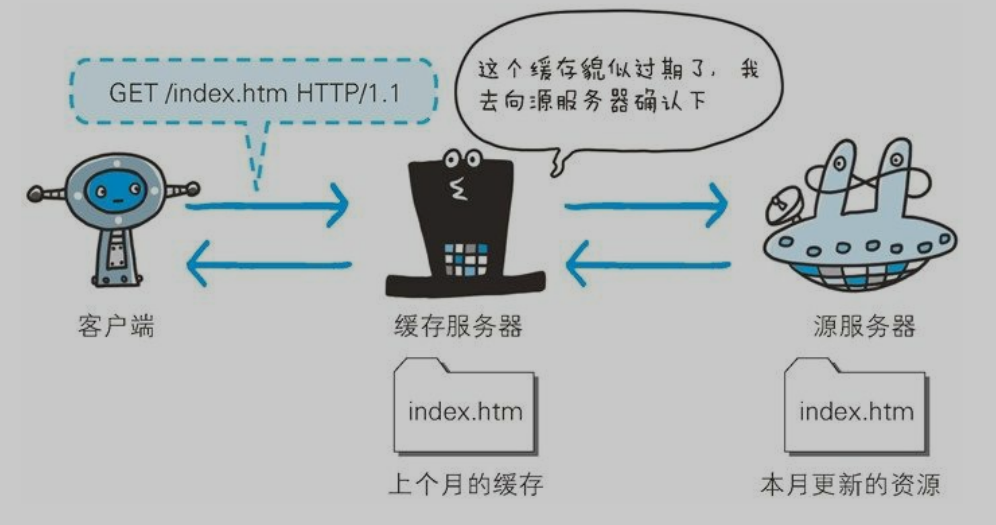 GET /index.htm HTTP/1.1
这个缓存貌似过期了，我
去向源服务器确认下
客户端
缓存服务器
源服务器
index.htm
index.htm
上个月的缓存
本月更新的资源